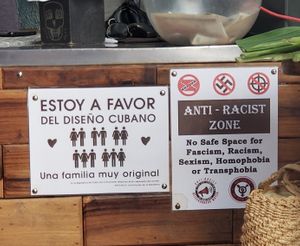 ESTOY A FAVOR
DEL DISEÑO CUBANO
Una familia muy original
ANTI - RACIST
ZONE
No Safe Space for
Fascism, Racism,
Sexism, Homophobia
or Transphobia